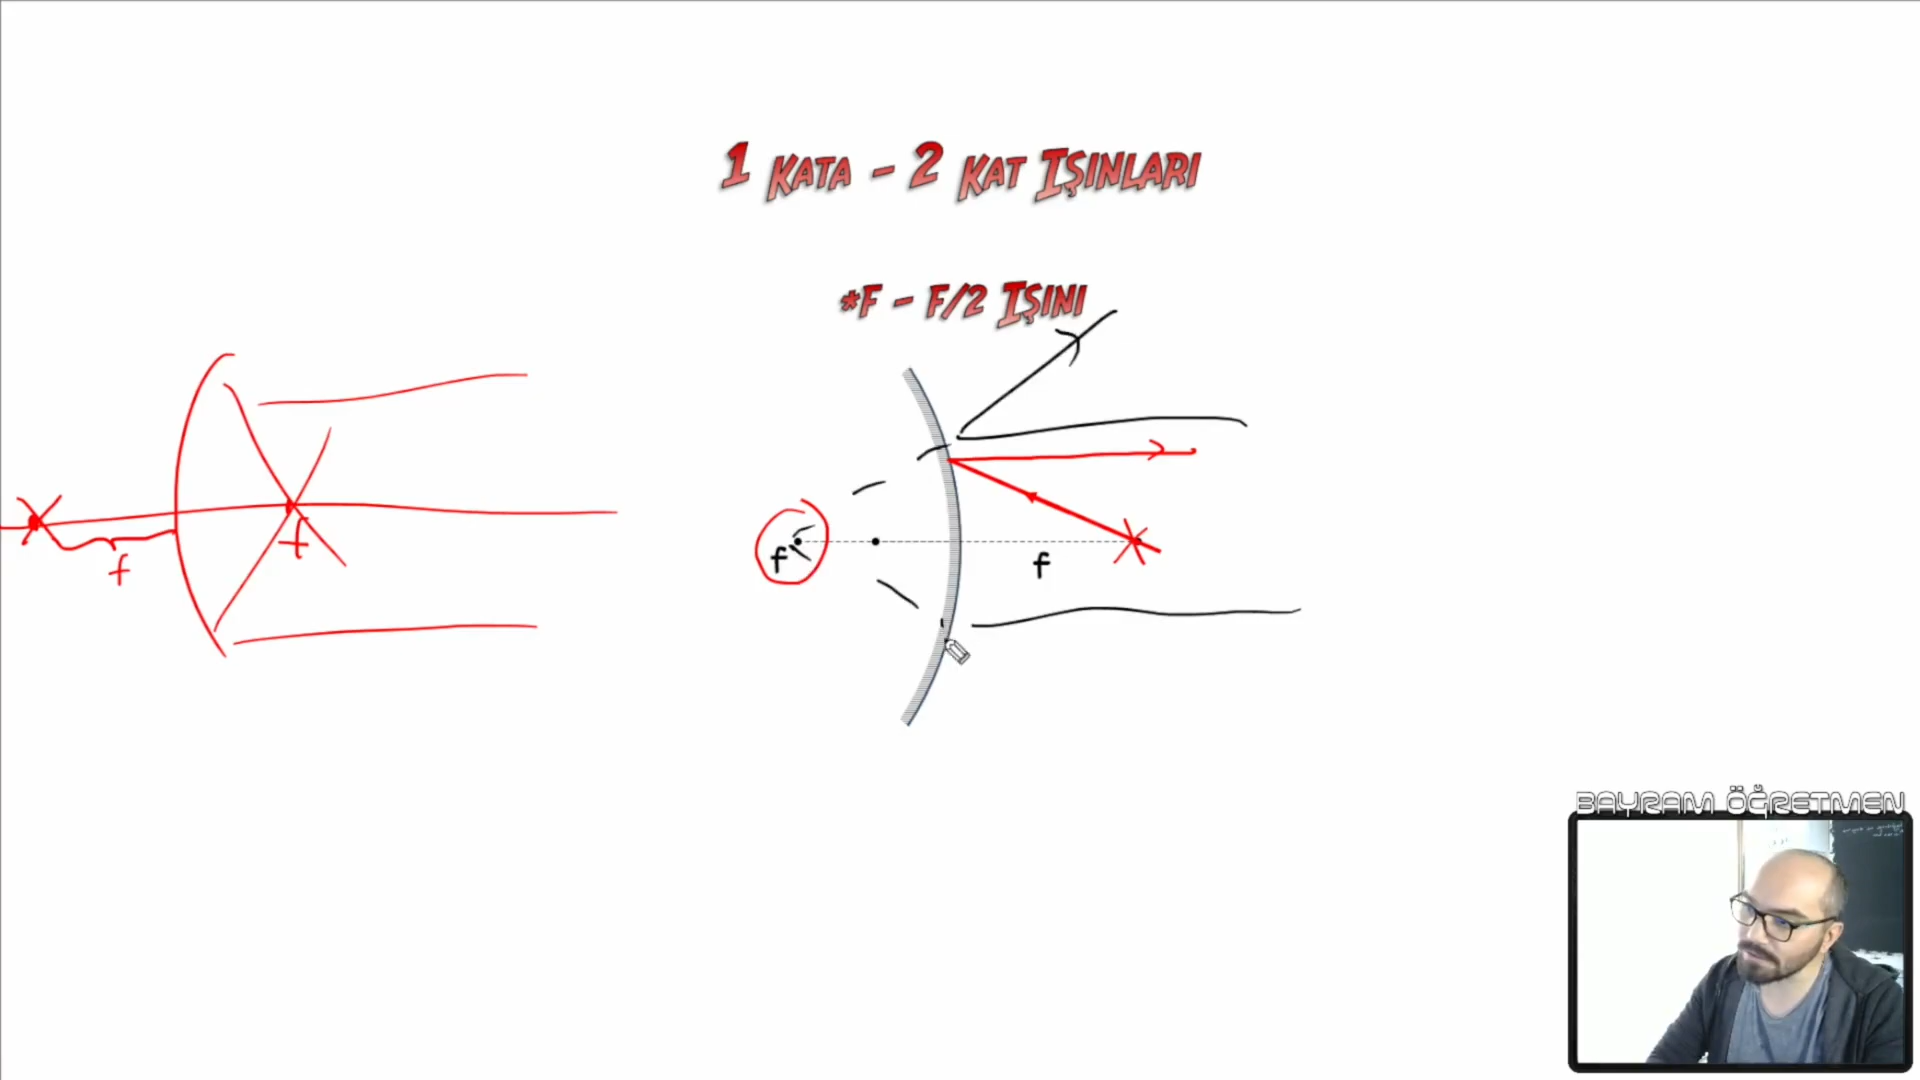 1 KATA - 2 KAT IŞINLARI
*F - F/2 IŞINI
f
f
f
f
BAYRAM ÖĞRETMEN